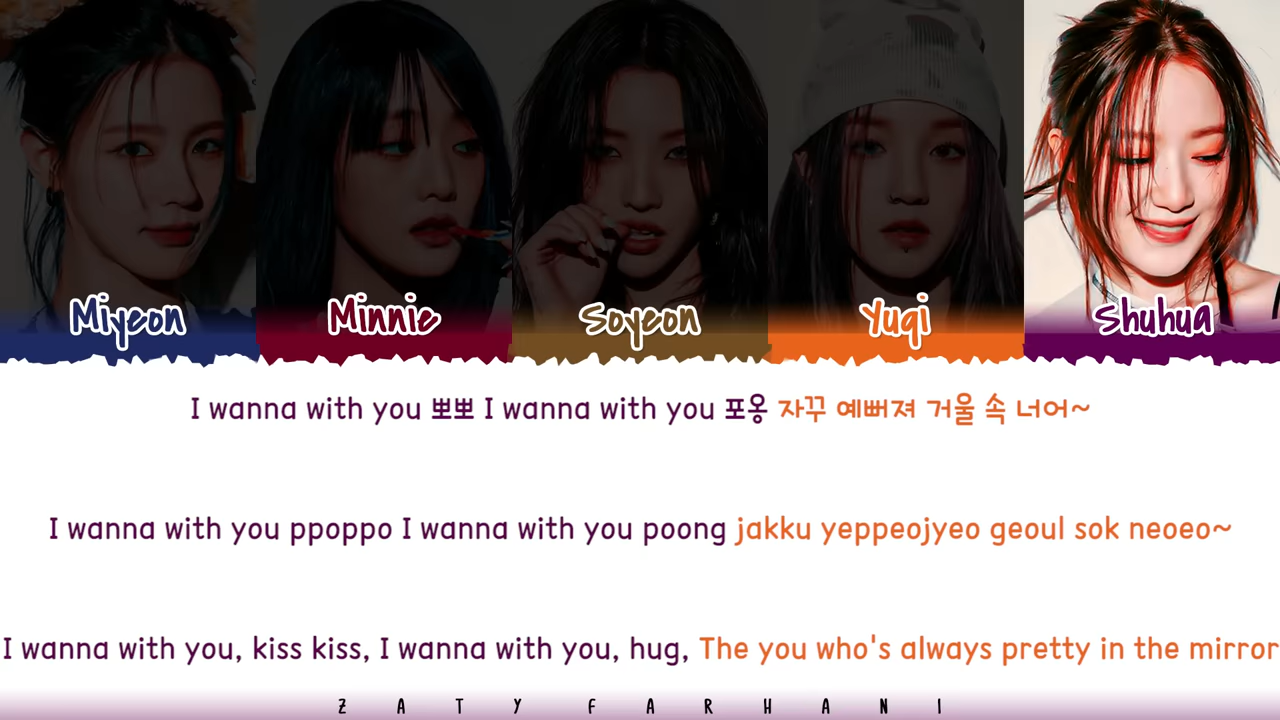 Miyeon Minnie Soyeon Yuqi Shuhua
I wanna with you 뽀뽀 I wanna with you 포옹 자꾸 예뻐져 거울 속 너어~
I wanna with you ppoppo I wanna with you poong jakku yeppeojyeo geoul sok neoeo~
I wanna with you, kiss kiss, I wanna with you, hug, The you who's always pretty in the mirror
ZATY FARHANI